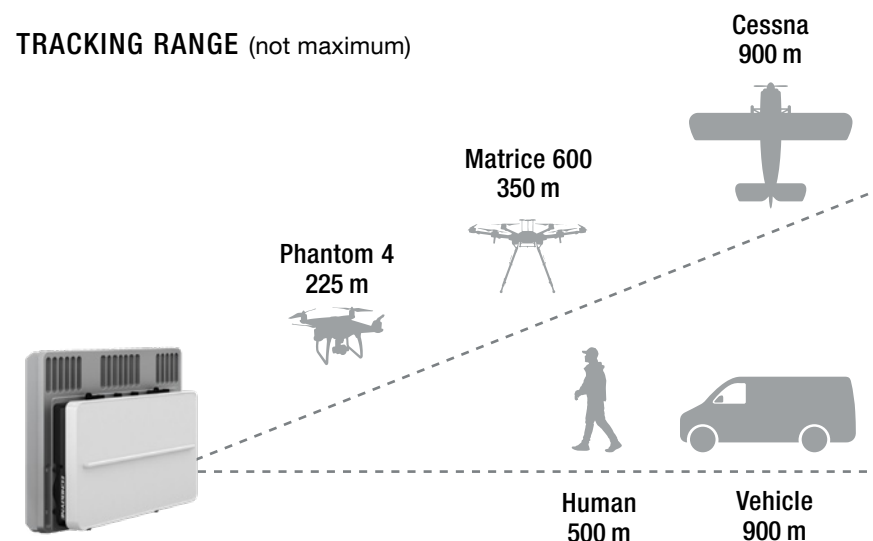 TRACKING RANGE (not maximum)
Cessna
900 m
Matrice 600
350 m
Phantom 4
225 m
Human
500 m
Vehicle
900 m